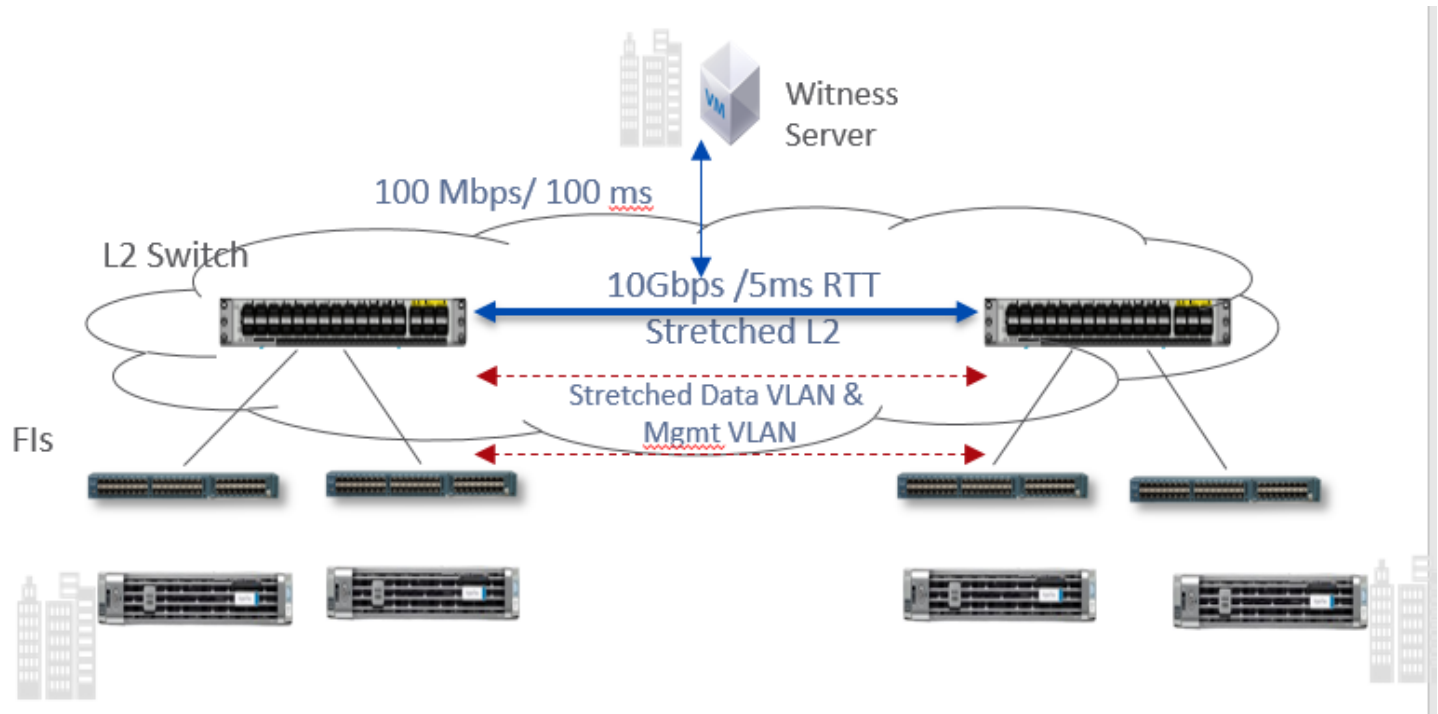 VM
Witness
Server
100 Mbps/ 100 ms
L2 Switch
10Gbps /5ms RTT
Stretched L2
Stretched Data VLAN &
Mgmt VLAN
FIs